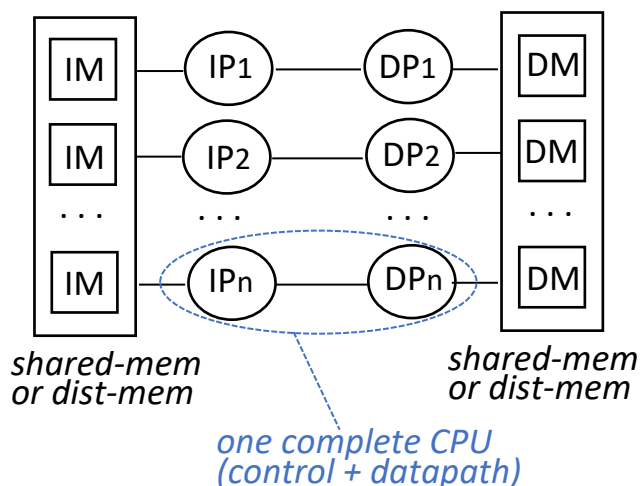 IM IP1 DP1 DM
IM IP2 DP2 DM
... ... ... ...
IM IPn DPn DM
shared-mem
or dist-mem
shared-mem
or dist-mem
one complete CPU
(control + datapath)